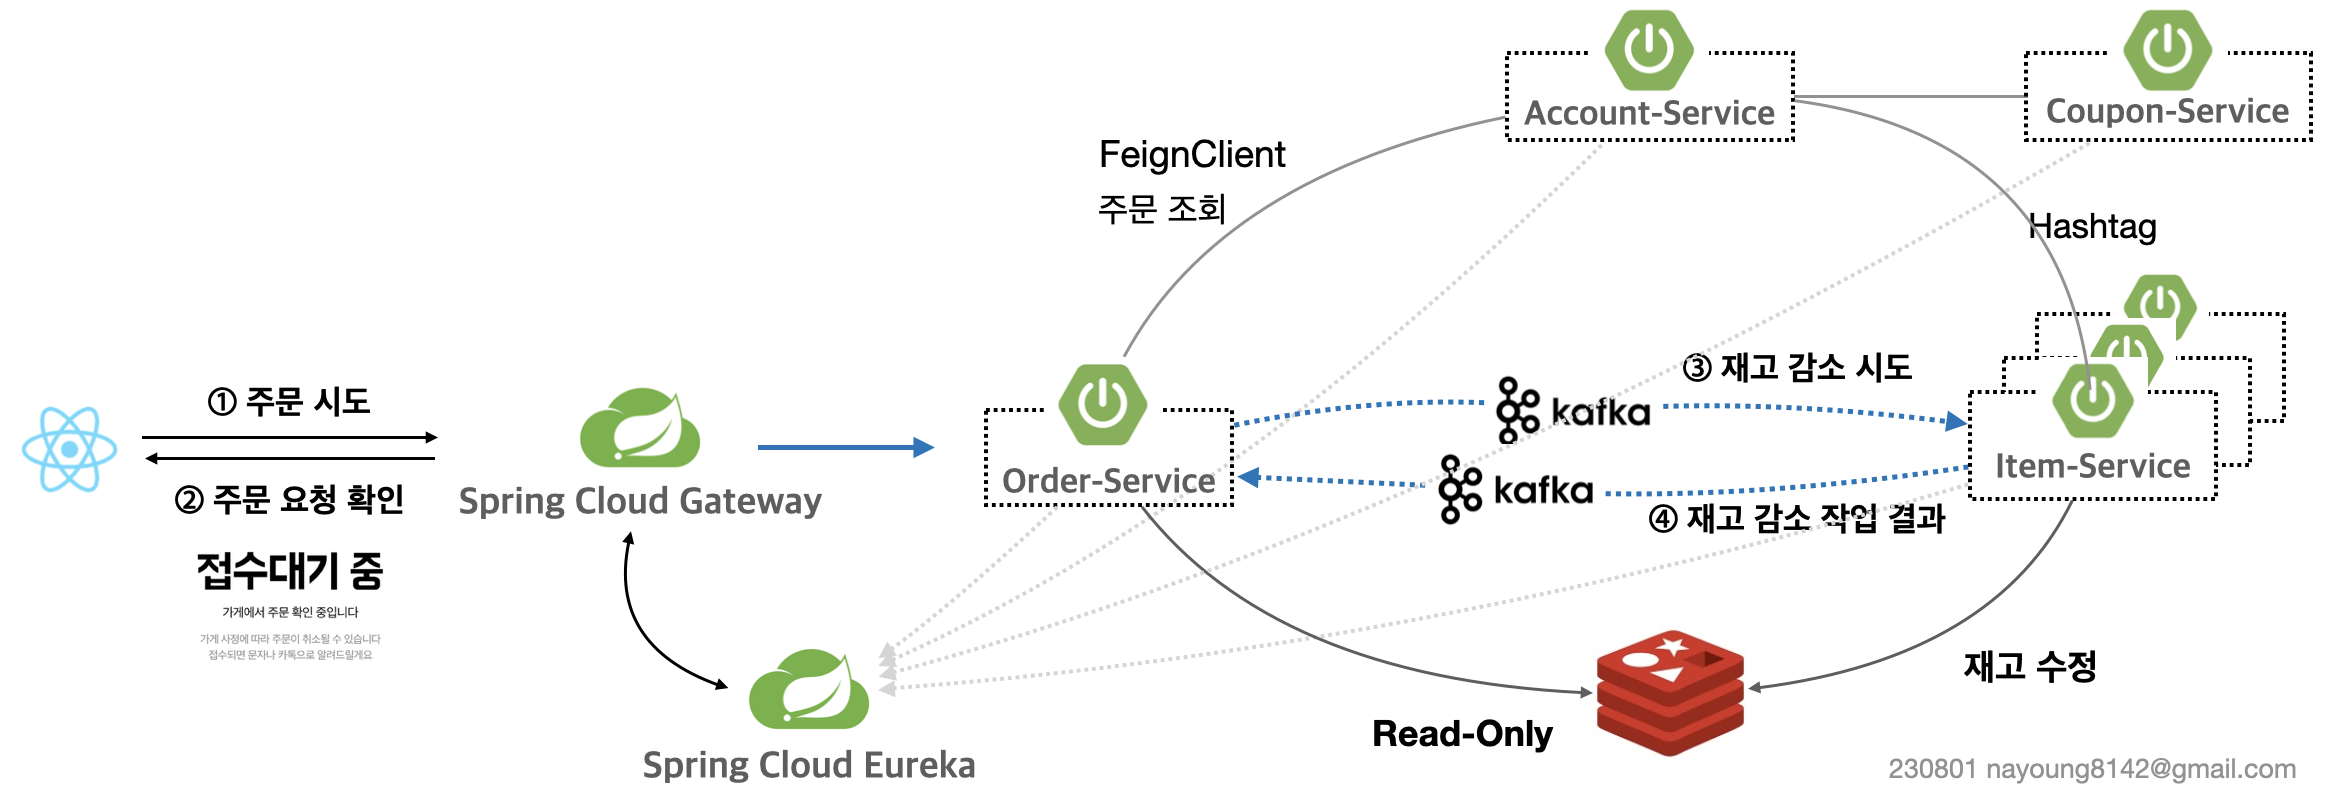 Account-Service
Coupon-Service
FeignClient
주문 조회
Hashtag
① 주문 시도
② 주문 요청 확인
접수대기 중
가게에서 주문 확인 중입니다
가게 사정에 따라 주문이 취소될 수 있습니다
접수되면 문자나 카톡으로 알려드릴게요
Spring Cloud Gateway
Order-Service
③ 재고 감소 시도
kafka
kafka
④ 재고 감소 작업 결과
Item-Service
Spring Cloud Eureka
Read-Only
재고 수정
230801 nayoung8142@gmail.com